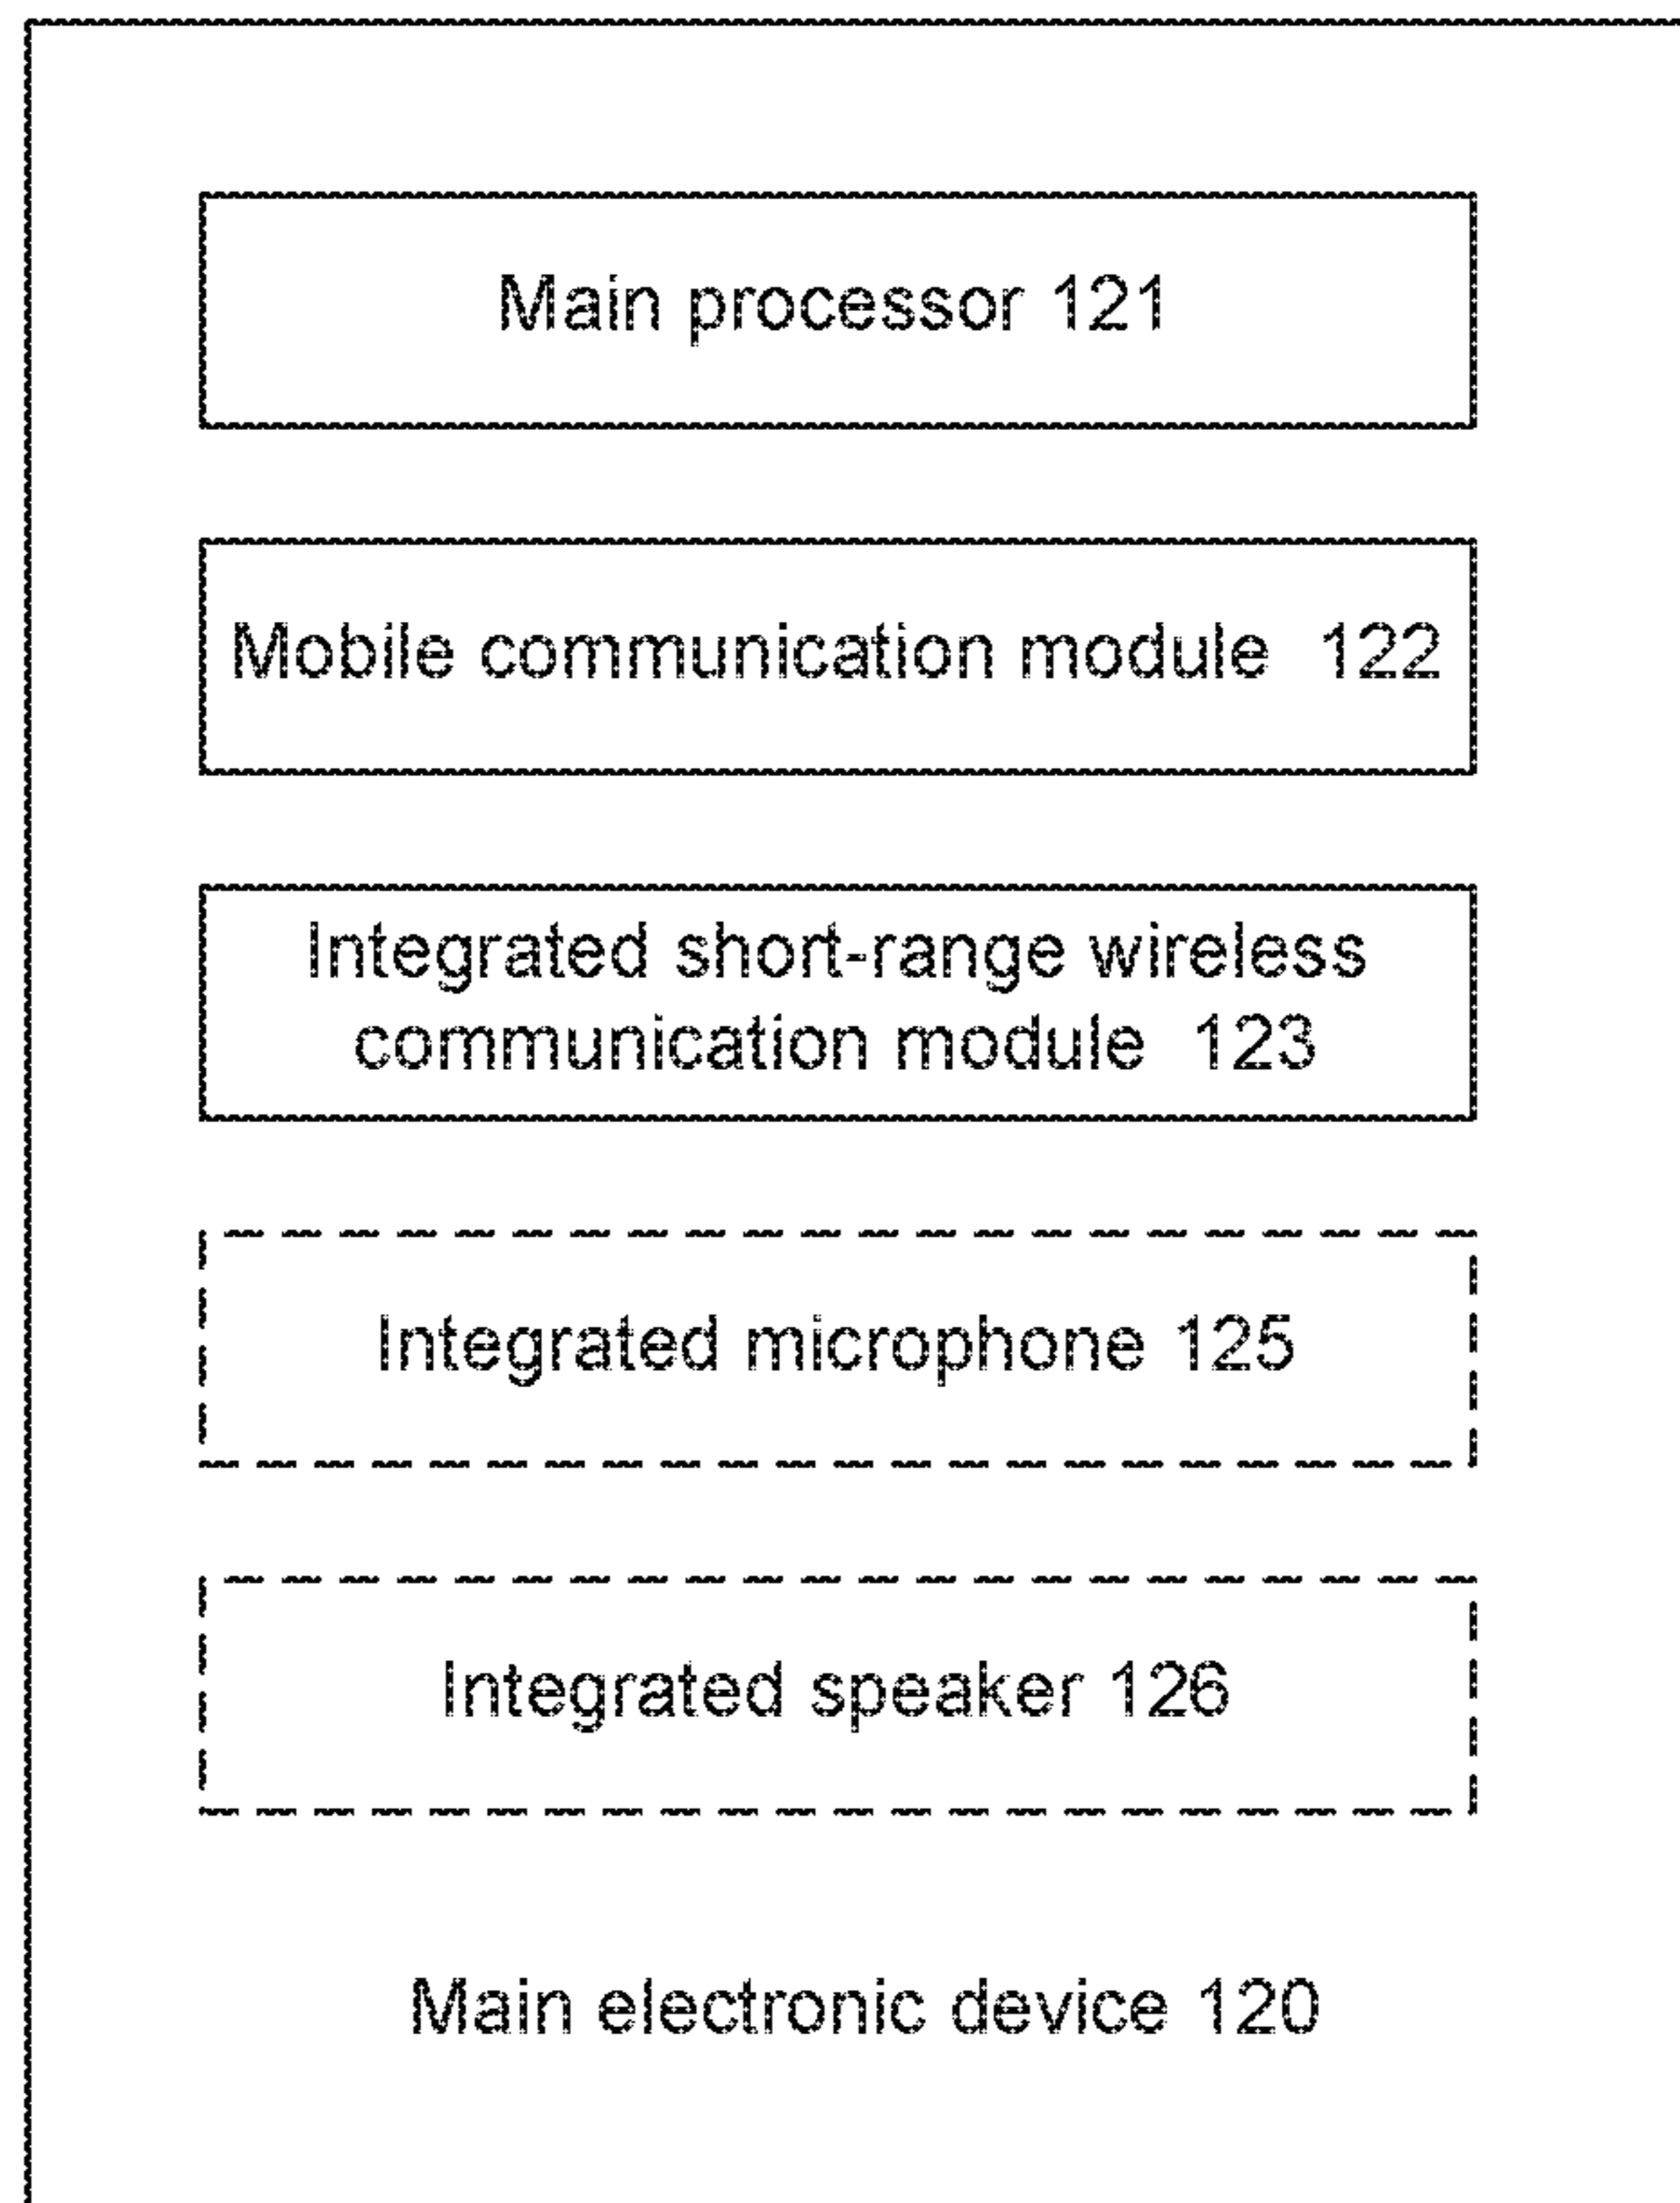 Main processor 121
Mobile communication module 122
Integrated short-range wireless
communication module 123
Integrated microphone 125
Integrated speaker 126
Main electronic device 120